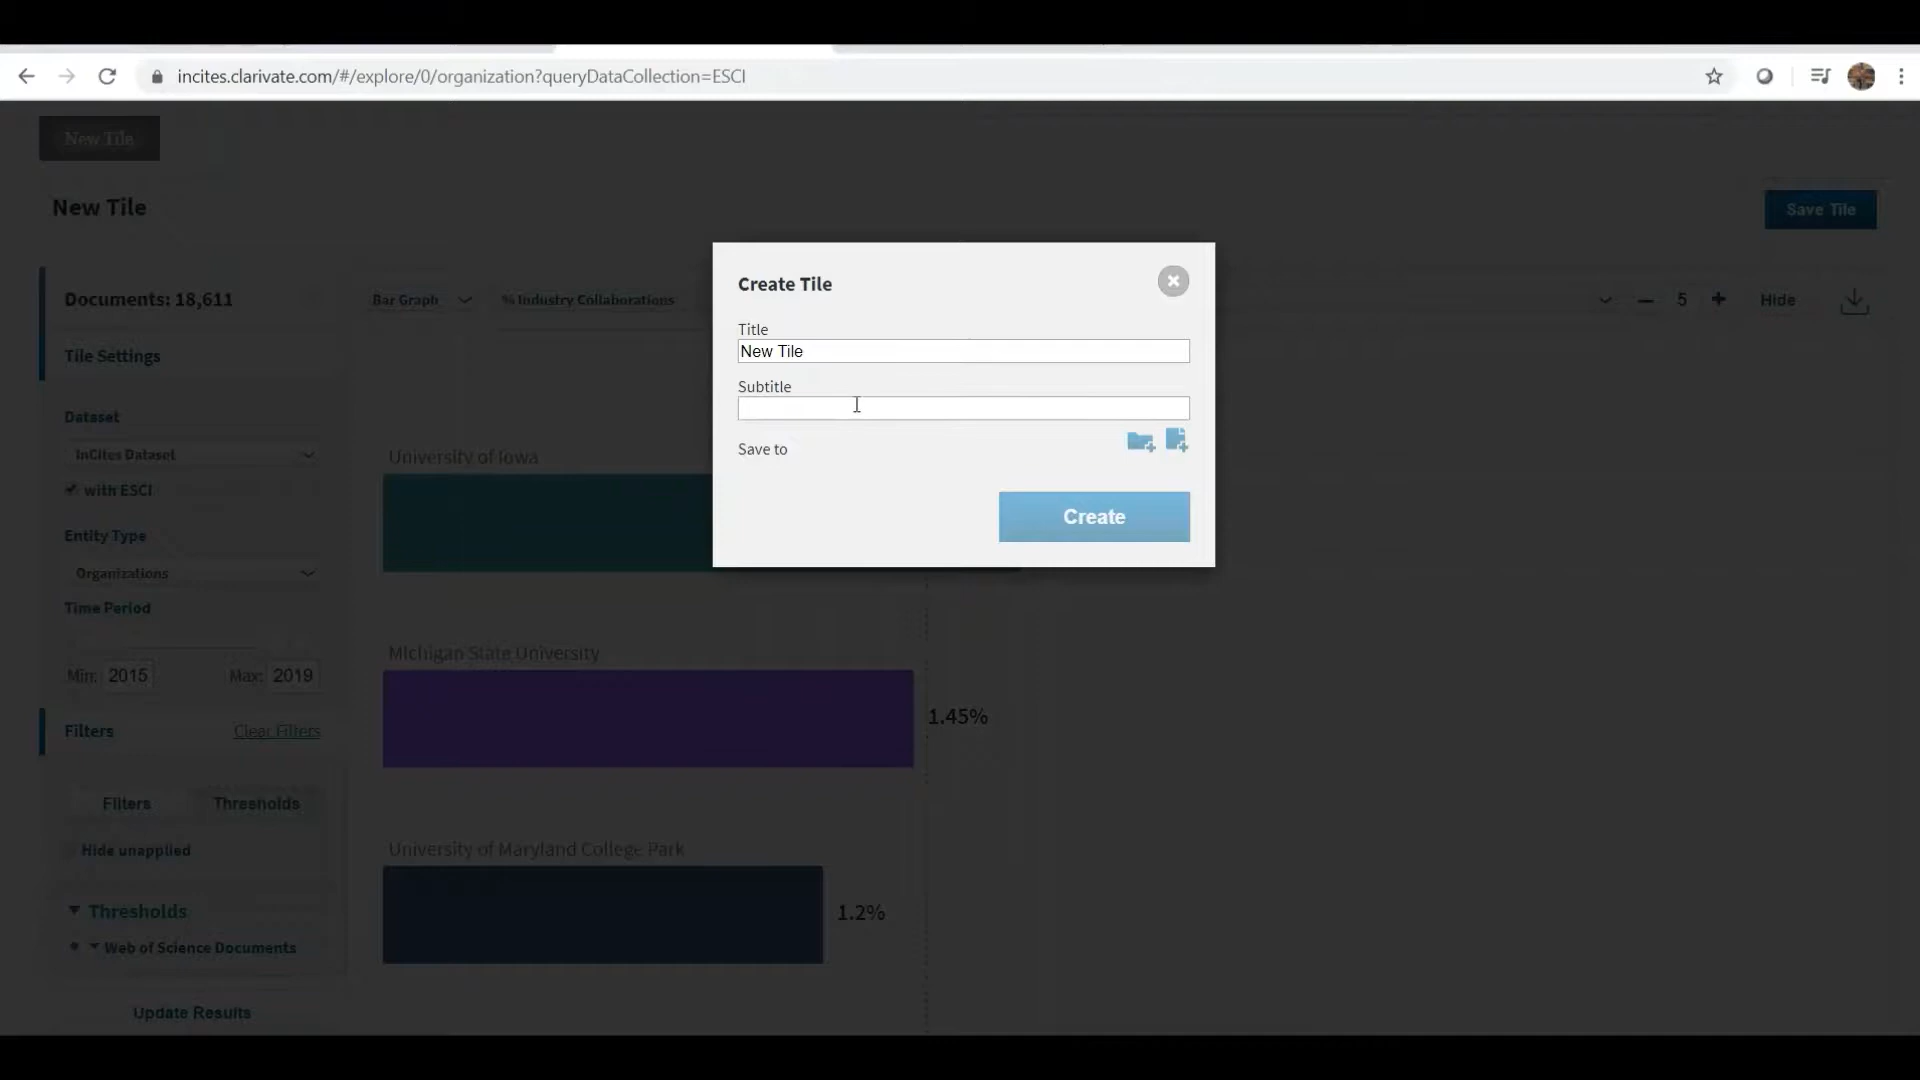 incites.clarivate.com/#/explore/0/organization?queryDataCollection=ESCI
New Tile
New Tile
Save Tile
Documents: 18,611
Bar Graph
% Industry Collaborations
5
Hide
Tile Settings
Dataset
InCites Dataset
with ESCI
Entity Type
Organizations
Time Period
Min: 2015
Max: 2019
Filters
Clear Filters
Filters
Thresholds
Hide unapplied
Thresholds
Web of Science Documents
Update Results
University of Iowa
Michigan State University
1.45%
University of Maryland College Park
1.2%
Create Tile
Title
New Tile
Subtitle
Save to
Create